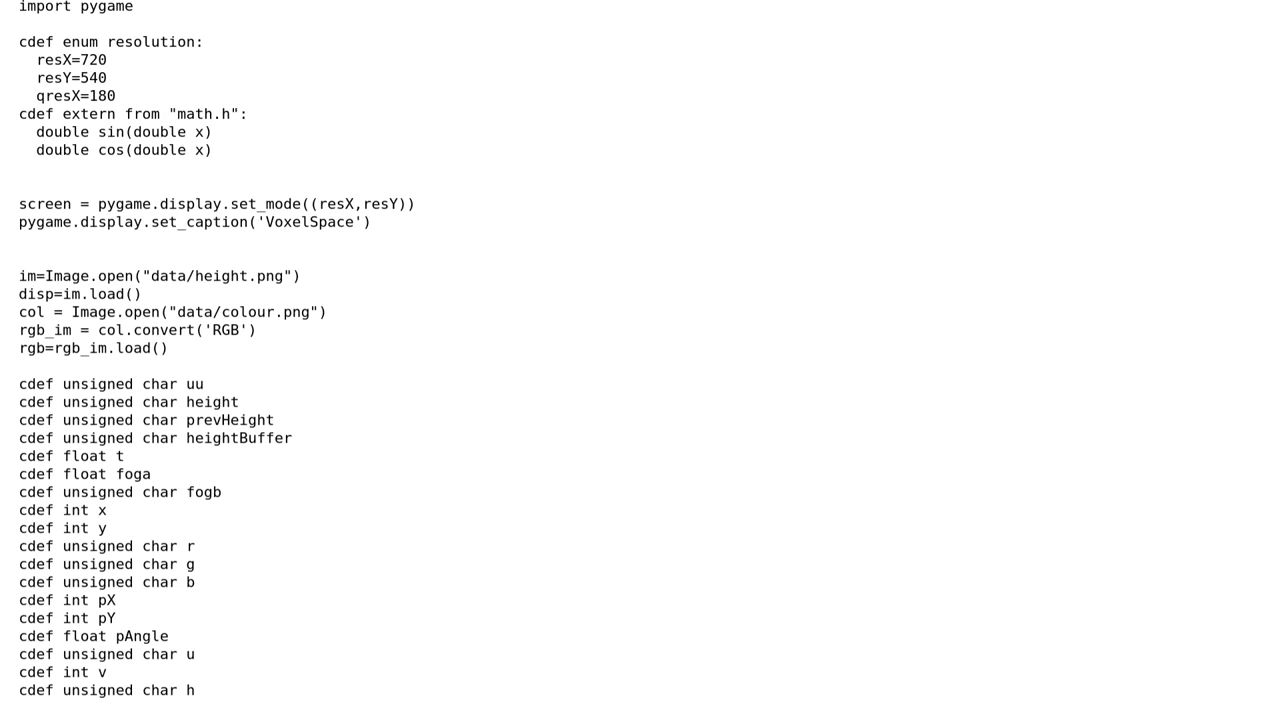 import pygame
cdef enum resolution:
  resX=720
  resY=540
  qresX=180
cdef extern from "math.h":
  double sin(double x)
  double cos(double x)
screen = pygame.display.set_mode((resX,resY))
pygame.display.set_caption('VoxelSpace')
im=Image.open("data/height.png")
disp=im.load()
col = Image.open("data/colour.png")
rgb_im = col.convert('RGB')
rgb=rgb_im.load()
cdef unsigned char uu
cdef unsigned char height
cdef unsigned char prevHeight
cdef unsigned char heightBuffer
cdef float t
cdef float foga
cdef unsigned char fogb
cdef int x
cdef int y
cdef unsigned char r
cdef unsigned char g
cdef unsigned char b
cdef int pX
cdef int pY
cdef float pAngle
cdef unsigned char u
cdef int v
cdef unsigned char h